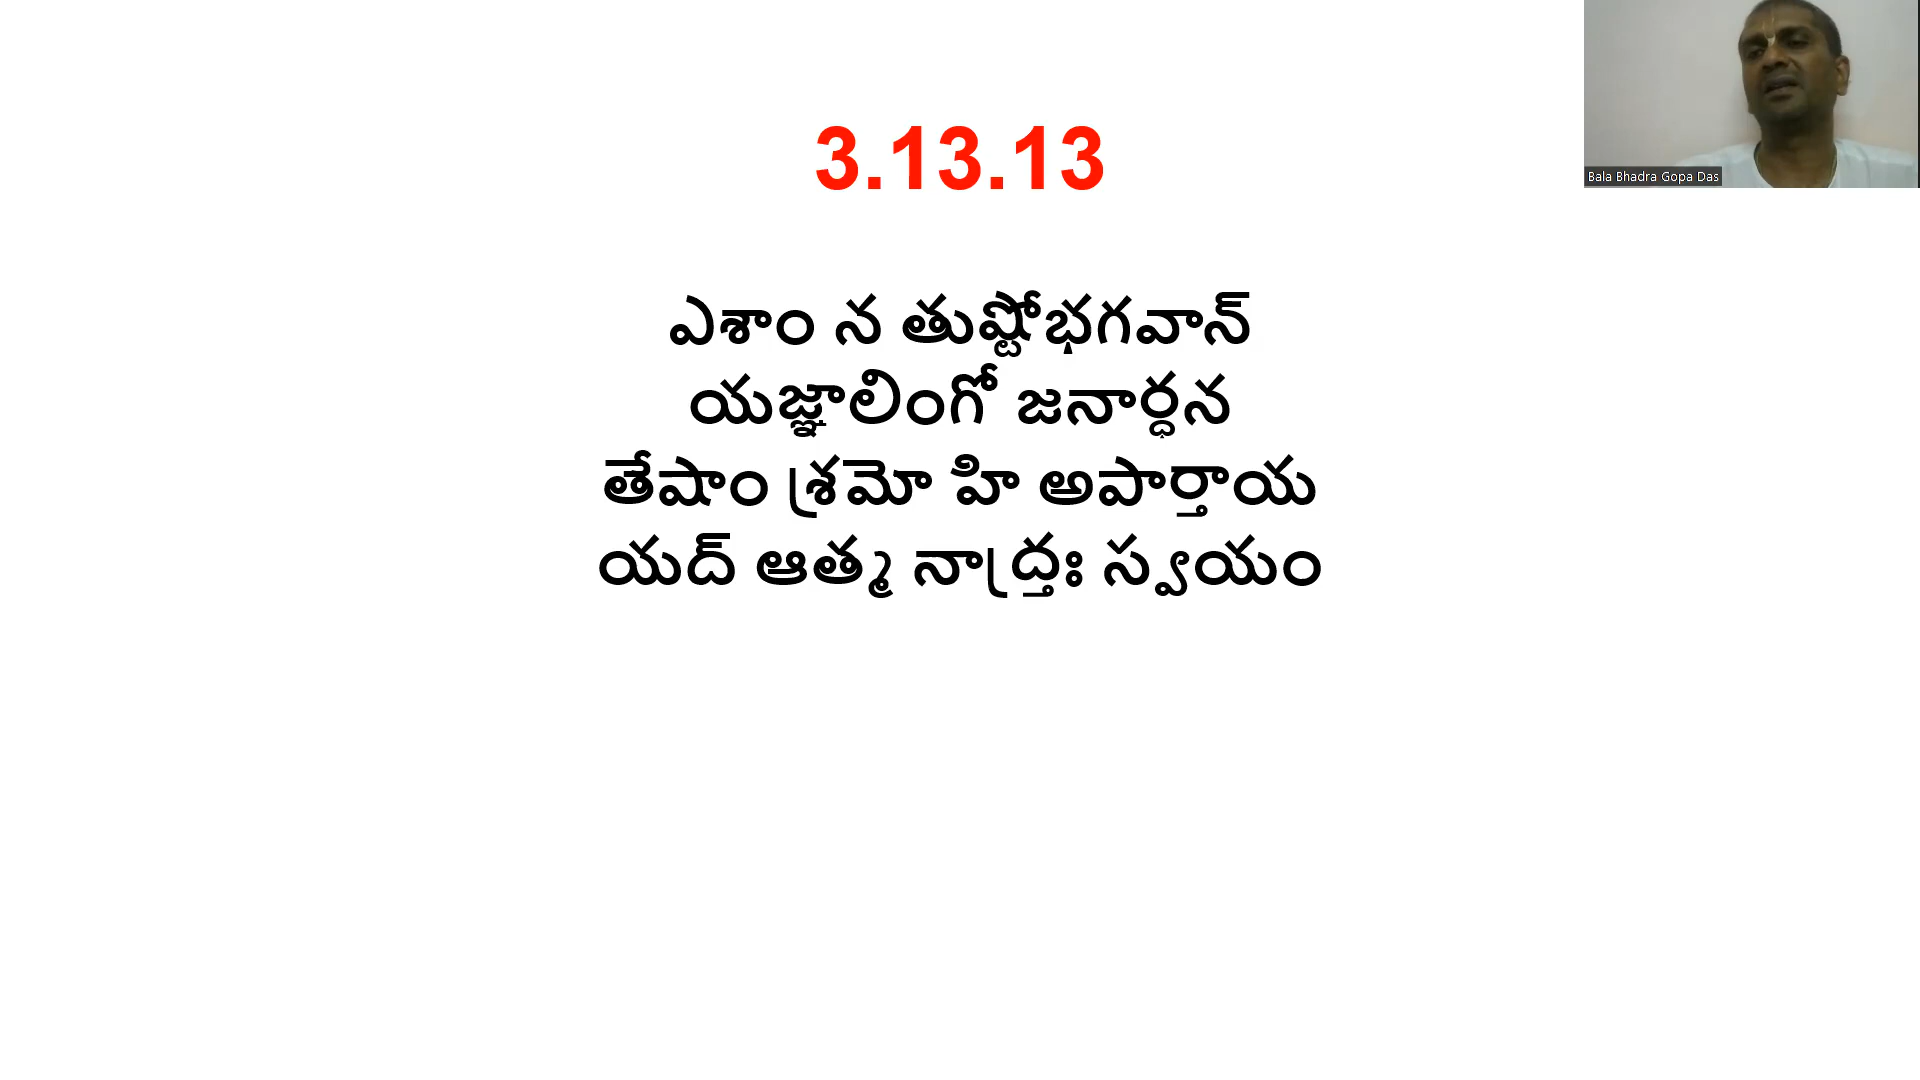 3.13.13
Bala Bhadra Gopa Das
ఎశాం న తుష్టోభగవాన్
యజ్ఞాలింగో జనార్ధన
తేషాం శ్రమో హి అపార్తాయ
యద్ ఆత్మ నాద్ర్తః స్వయం